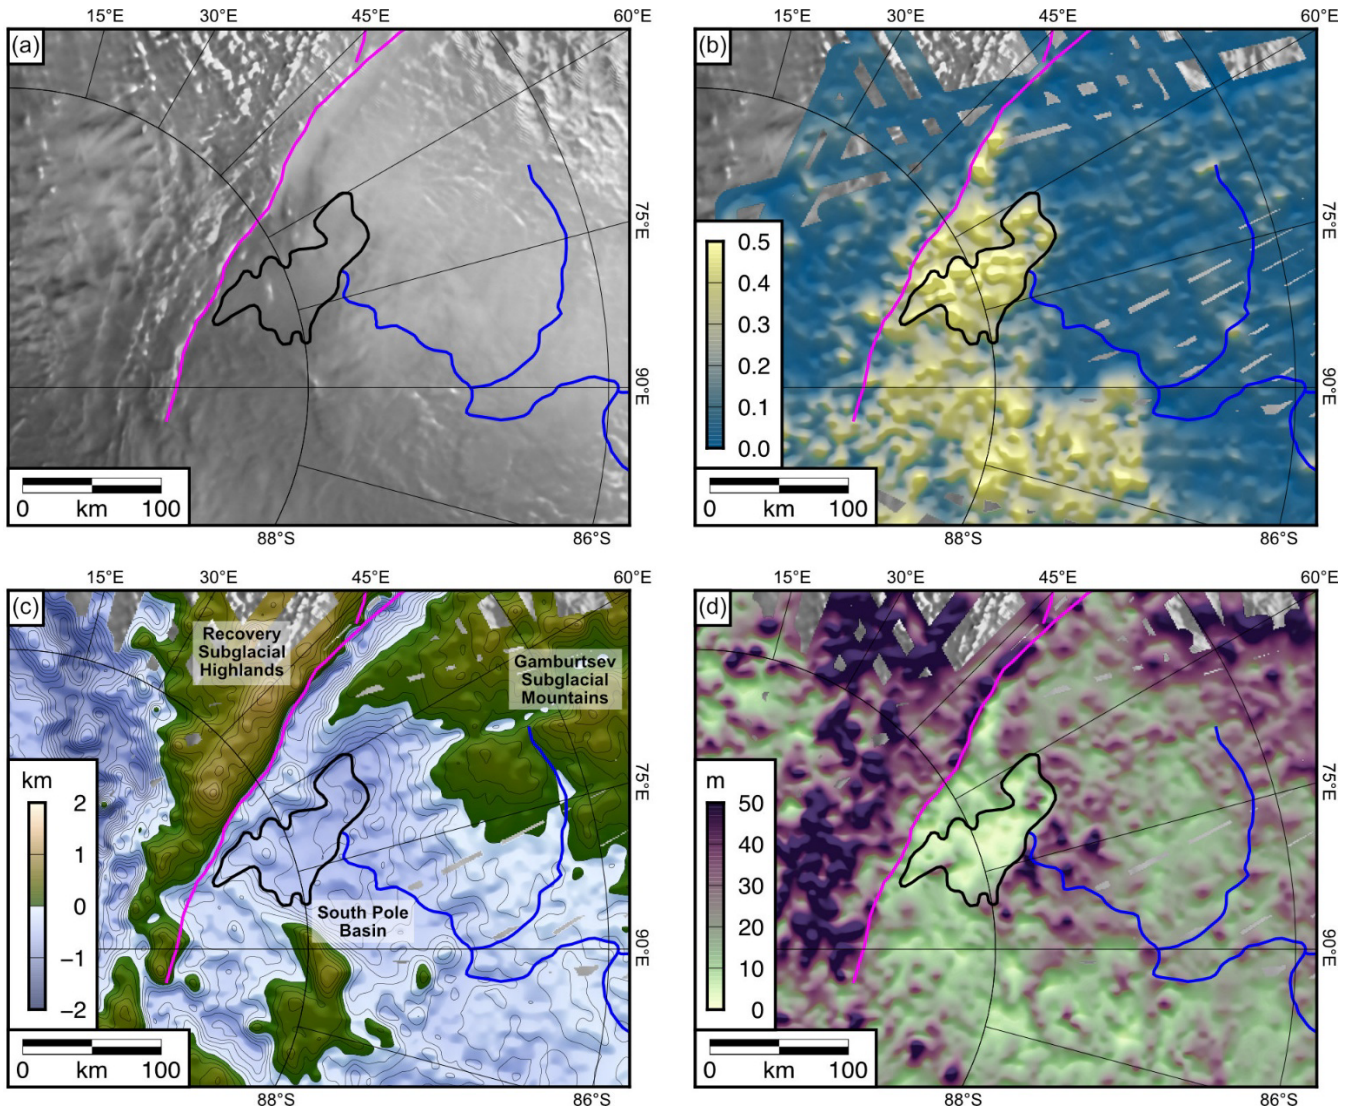 15°E 30°E 45°E 60°E
(a)
75°E
90°E
0 km 100
88°S 86°S
15°E 30°E 45°E 60°E
(b)
0.5
0.4
0.3
0.2
0.1
0.0
75°E
90°E
0 km 100
88°S 86°S
15°E 30°E 45°E 60°E
(c)
Recovery
Subglacial
Highlands
Gamburtsev
Subglacial
Mountains
South Pole
Basin
km
2
1
0
−1
−2
75°E
90°E
0 km 100
88°S 86°S
15°E 30°E 45°E 60°E
(d)
m
50
40
30
20
10
0
75°E
90°E
0 km 100
88°S 86°S